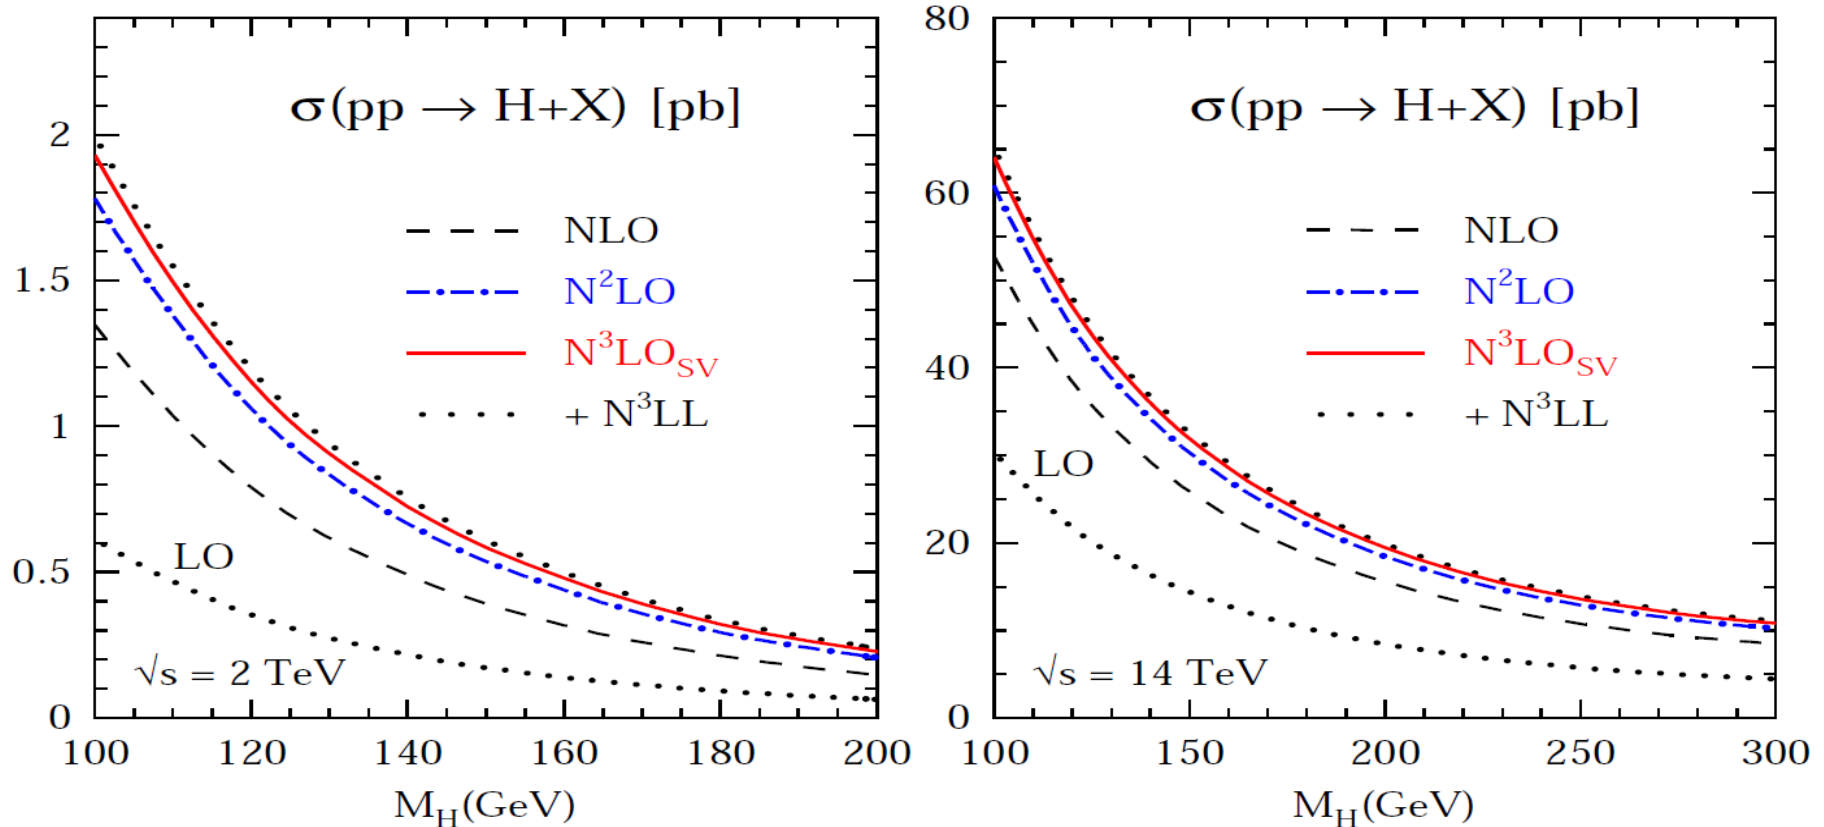 σ(pp → H+X) [pb]
2
1.5
1
0.5
0
NLO
N²LO
N³LO_SV
+ N³LL
LO
√s = 2 TeV
100 120 140 160 180 200
M_H(GeV)
σ(pp → H+X) [pb]
80
60
40
20
0
NLO
N²LO
N³LO_SV
+ N³LL
LO
√s = 14 TeV
100 150 200 250 300
M_H(GeV)